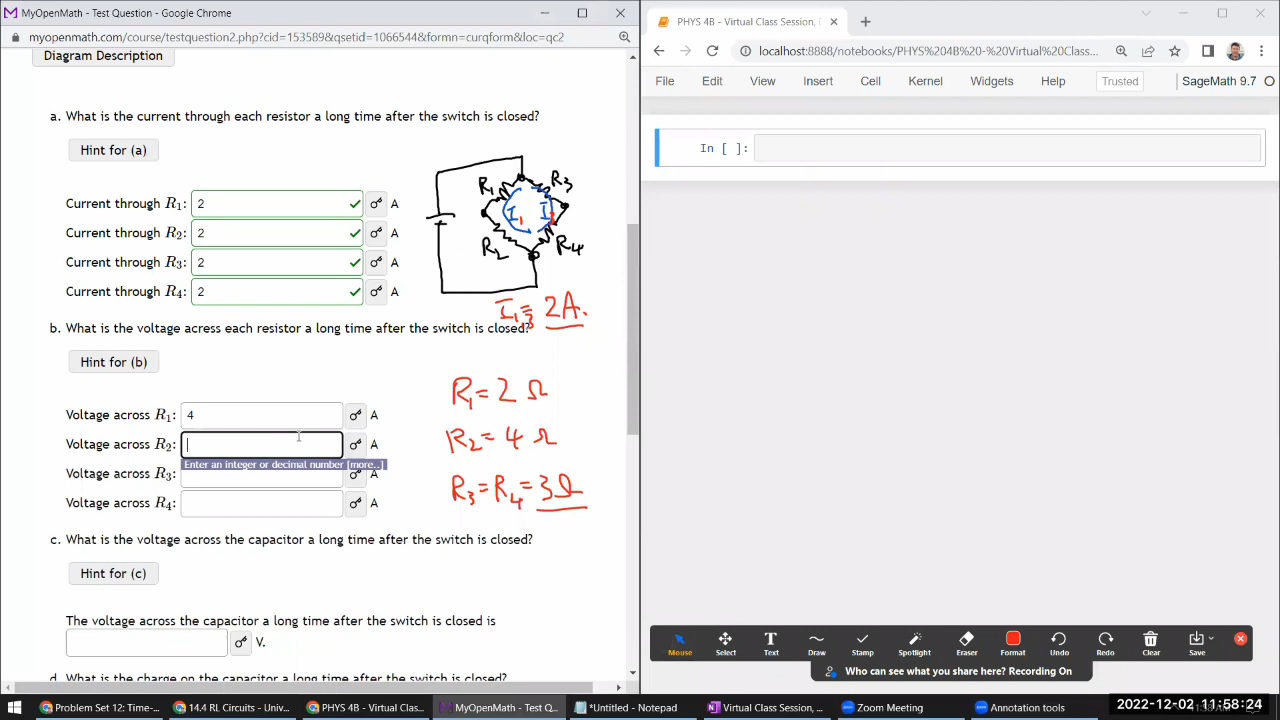 MyOpenMath - Test Question - Google Chrome
myopenmath.com/course/testquestion2.php?cid=153589&qsetid=1066544&formn=curqform&loc=qc2
Diagram Description
a. What is the current through each resistor a long time after the switch is closed?
Hint for (a)
Current through R1: 2 A
Current through R2: 2 A
Current through R3: 2 A
Current through R4: 2 A
R1 R3
I1
R2 R4
I1,3 = 2A.
b. What is the voltage acress each resistor a long time after the switch is closed?
Hint for (b)
Voltage across R1: 4 A
Voltage across R2: A
Enter an integer or decimal number [more..]
Voltage across R3: A
Voltage across R4: A
R1 = 2 Ω
R2 = 4 Ω
R3 = R4 = 3Ω
c. What is the voltage across the capacitor a long time after the switch is closed?
Hint for (c)
The voltage across the capacitor a long time after the switch is closed is
V.
d. What is the charge on the capacitor a long time after the switch is closed?
PHYS 4B - Virtual Class Session, (
localhost:8888/notebooks/PHYS%204B%20-%20Virtual%20Class...
File Edit View Insert Cell Kernel Widgets Help Trusted SageMath 9.7
In [ ]:
Mouse Select Text Draw Stamp Spotlight Eraser Format Undo Redo Clear Save
Who can see what you share here? Recording On
Problem Set 12: Time-... 14.4 RL Circuits - Univ... PHYS 4B - Virtual Clas... MyOpenMath - Test Q... *Untitled - Notepad Virtual Class Session, ... Zoom Meeting Annotation tools
2022-12-02 11:58:24